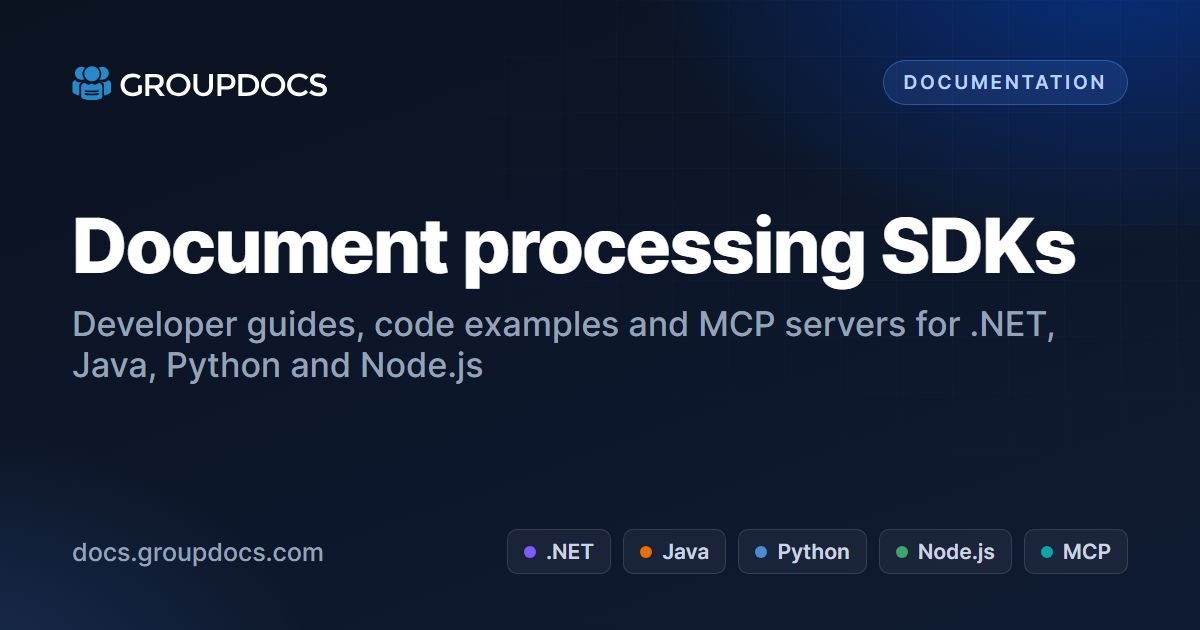 GROUPDOCS
DOCUMENTATION
Document processing SDKs
Developer guides, code examples and MCP servers for .NET,
Java, Python and Node.js
docs.groupdocs.com
.NET
Java
Python
Node.js
MCP